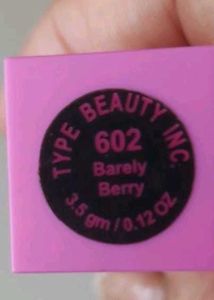 TYPE BEAUTY INC.
602
Barely
Berry
3.5 gm / 0.12 OZ